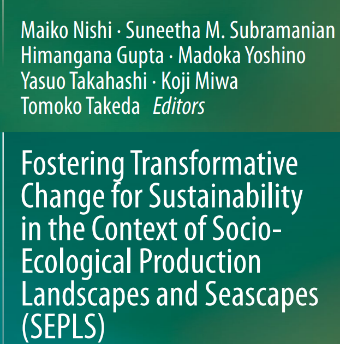 Maiko Nishi · Suneetha M. Subramanian
Himangana Gupta · Madoka Yoshino
Yasuo Takahashi · Koji Miwa
Tomoko Takeda Editors
Fostering Transformative
Change for Sustainability
in the Context of Socio-
Ecological Production
Landscapes and Seascapes
(SEPLS)